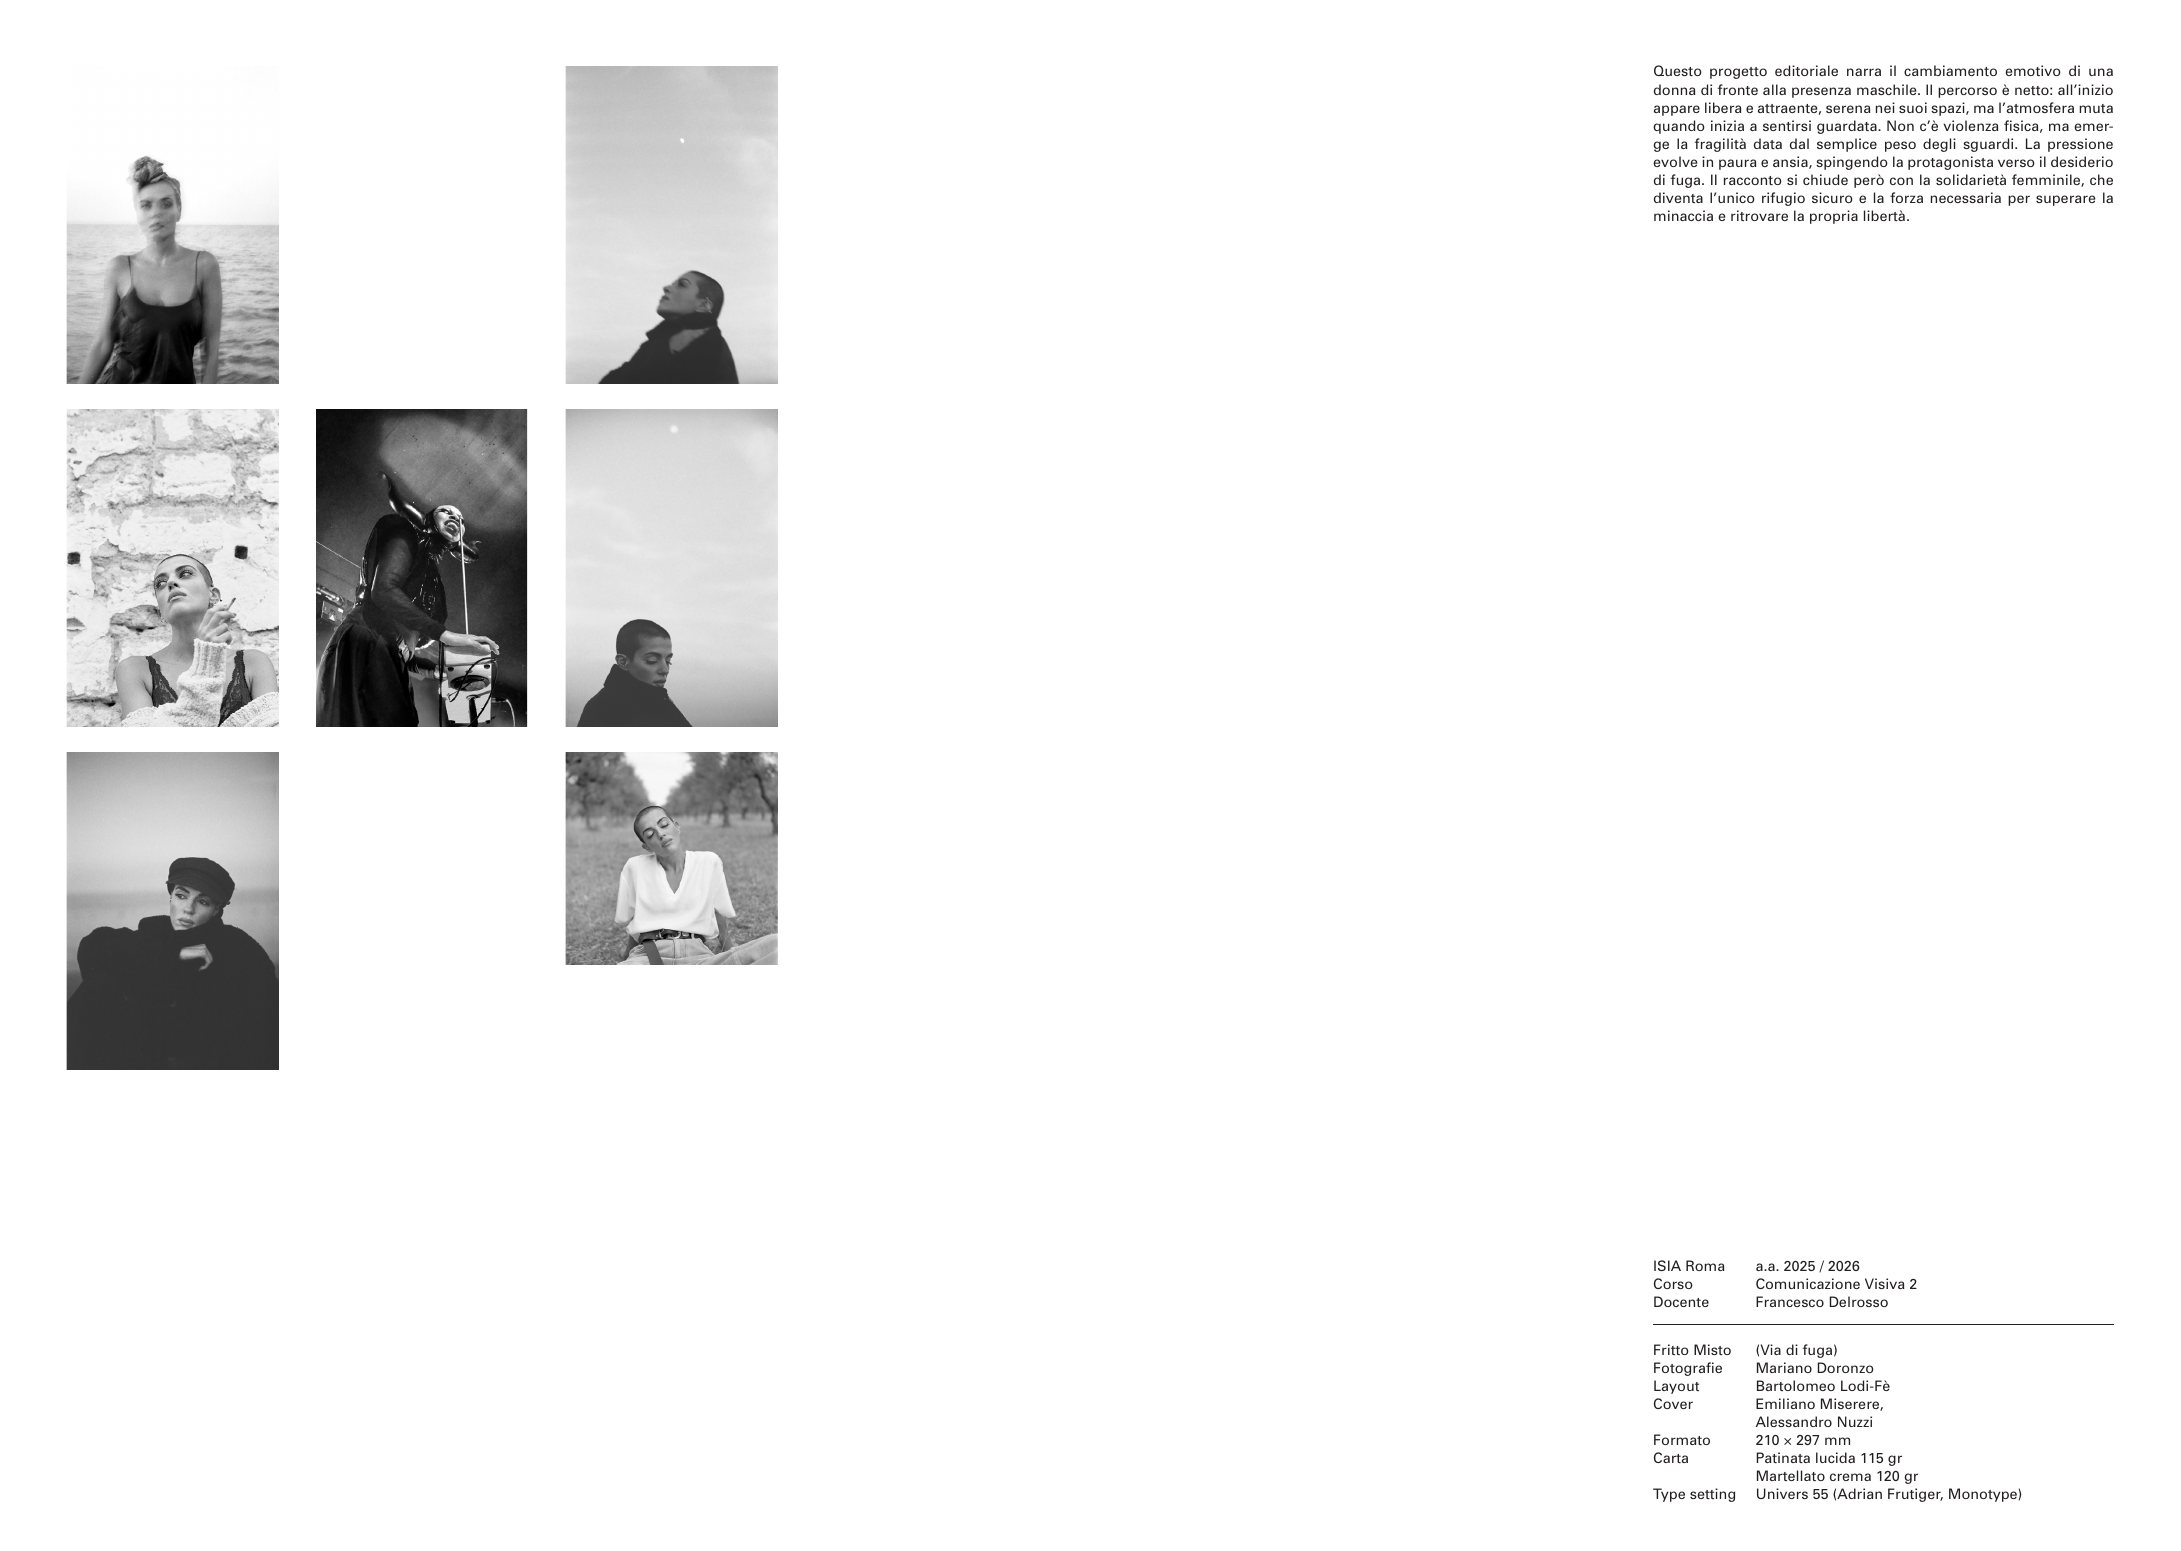 Questo progetto editoriale narra il cambiamento emotivo di una
donna di fronte alla presenza maschile. Il percorso è netto: all’inizio
appare libera e attraente, serena nei suoi spazi, ma l’atmosfera muta
quando inizia a sentirsi guardata. Non c’è violenza fisica, ma emer-
ge la fragilità data dal semplice peso degli sguardi. La pressione
evolve in paura e ansia, spingendo la protagonista verso il desiderio
di fuga. Il racconto si chiude però con la solidarietà femminile, che
diventa l’unico rifugio sicuro e la forza necessaria per superare la
minaccia e ritrovare la propria libertà.
ISIA Roma a.a. 2025 / 2026
Corso Comunicazione Visiva 2
Docente Francesco Delrosso
Fritto Misto (Via di fuga)
Fotografie Mariano Doronzo
Layout Bartolomeo Lodi-Fè
Cover Emiliano Miserere,
Alessandro Nuzzi
Formato 210 × 297 mm
Carta Patinata lucida 115 gr
Martellato crema 120 gr
Type setting Univers 55 (Adrian Frutiger, Monotype)